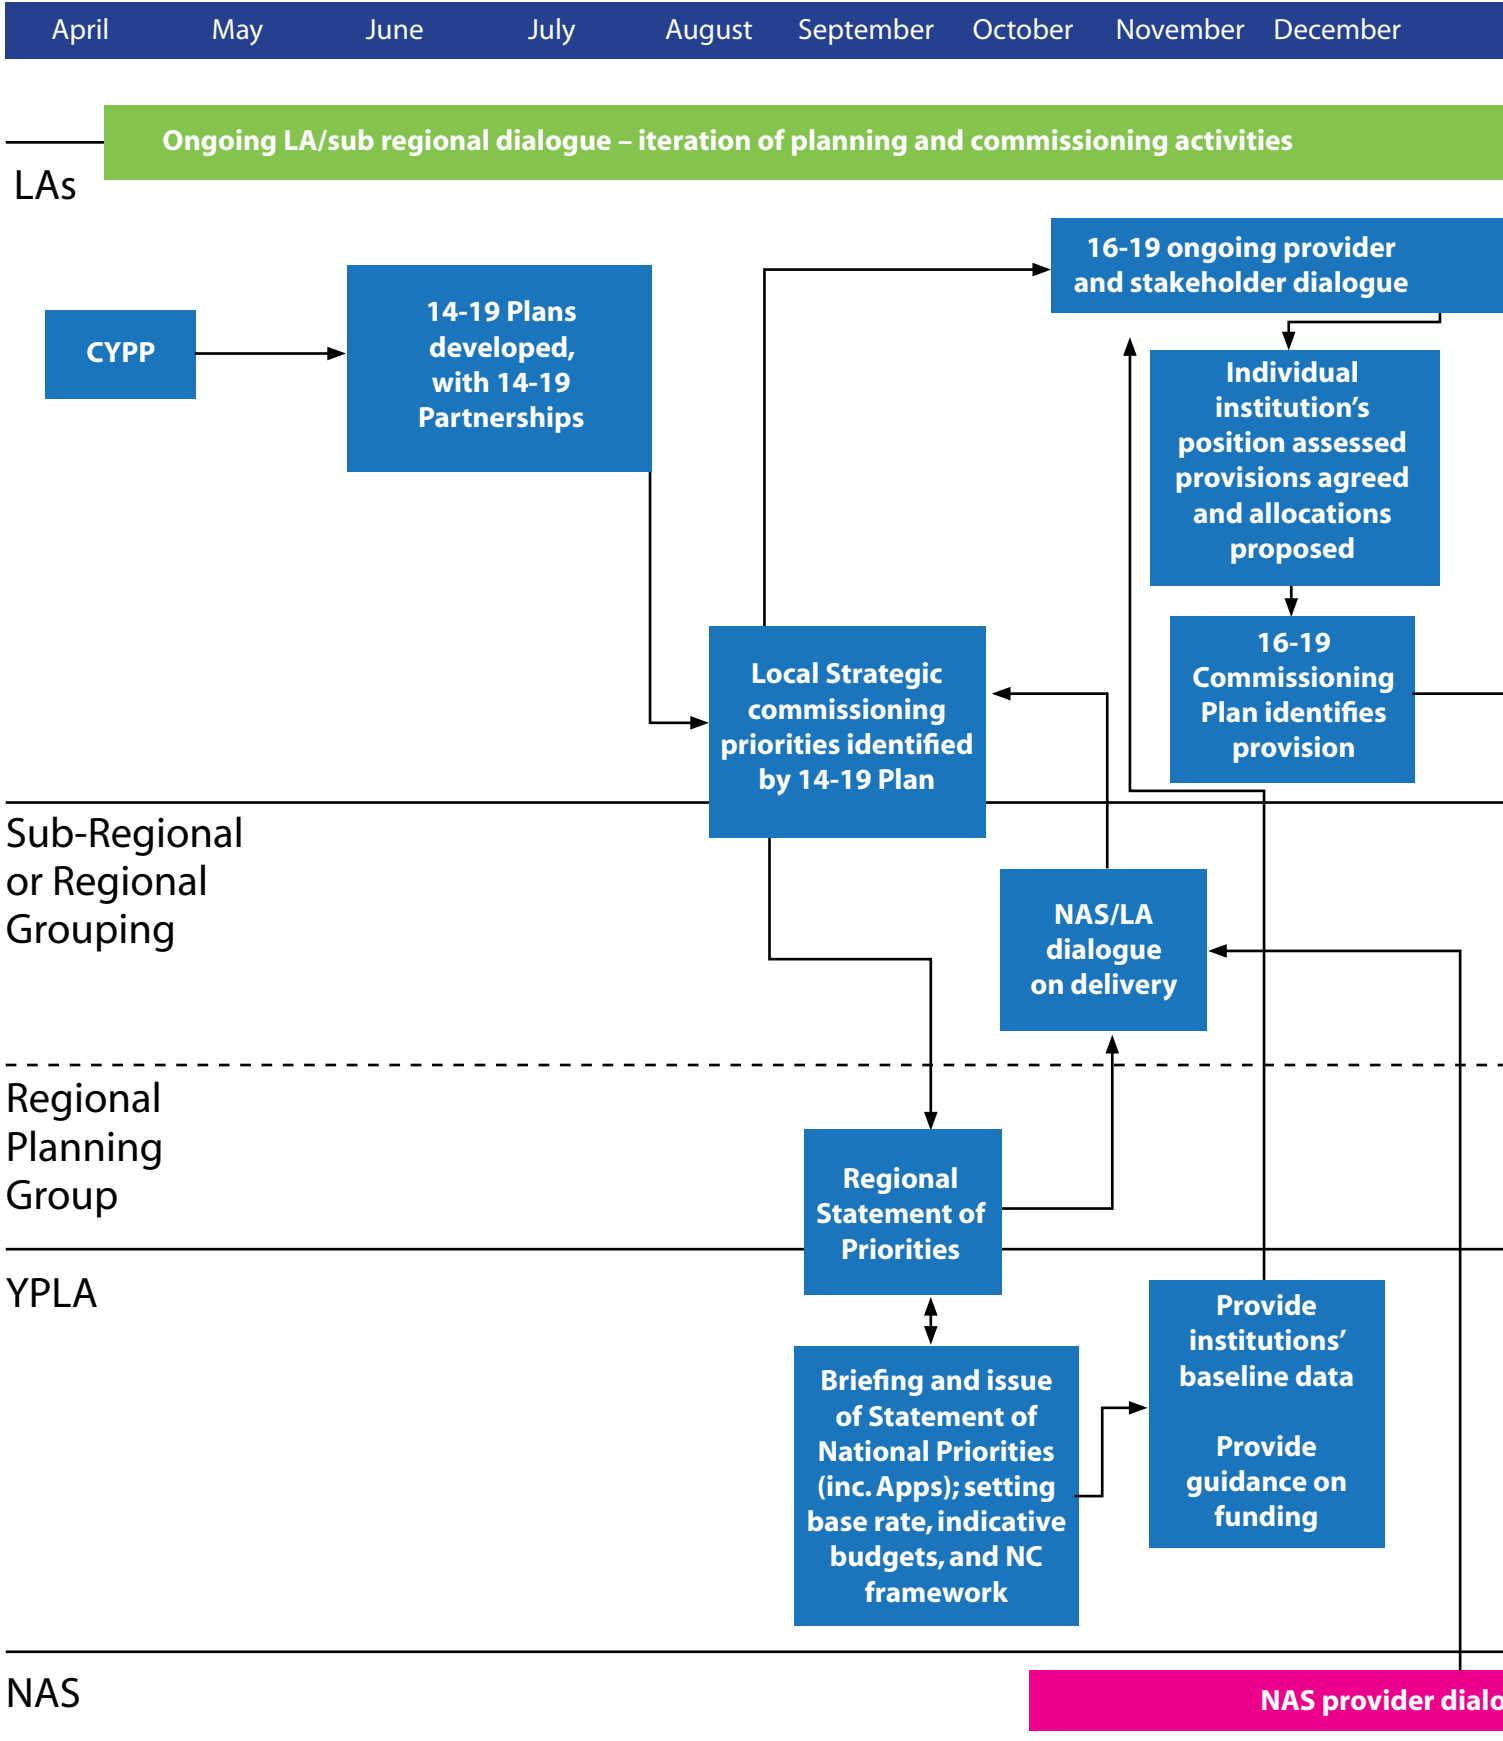 April May June July August September October November December
Ongoing LA/sub regional dialogue – iteration of planning and commissioning activities
LAs
16-19 ongoing provider
and stakeholder dialogue
CYPP
14-19 Plans
developed,
with 14-19
Partnerships
Individual
institution’s
position assessed
provisions agreed
and allocations
proposed
Local Strategic
commissioning
priorities identified
by 14-19 Plan
16-19
Commissioning
Plan identifies
provision
Sub-Regional
or Regional
Grouping
NAS/LA
dialogue
on delivery
Regional
Planning
Group
Regional
Statement of
Priorities
YPLA
Provide
institutions’
baseline data
Provide
guidance on
funding
Briefing and issue
of Statement of
National Priorities
(inc. Apps); setting
base rate, indicative
budgets, and NC
framework
NAS
NAS provider dialo